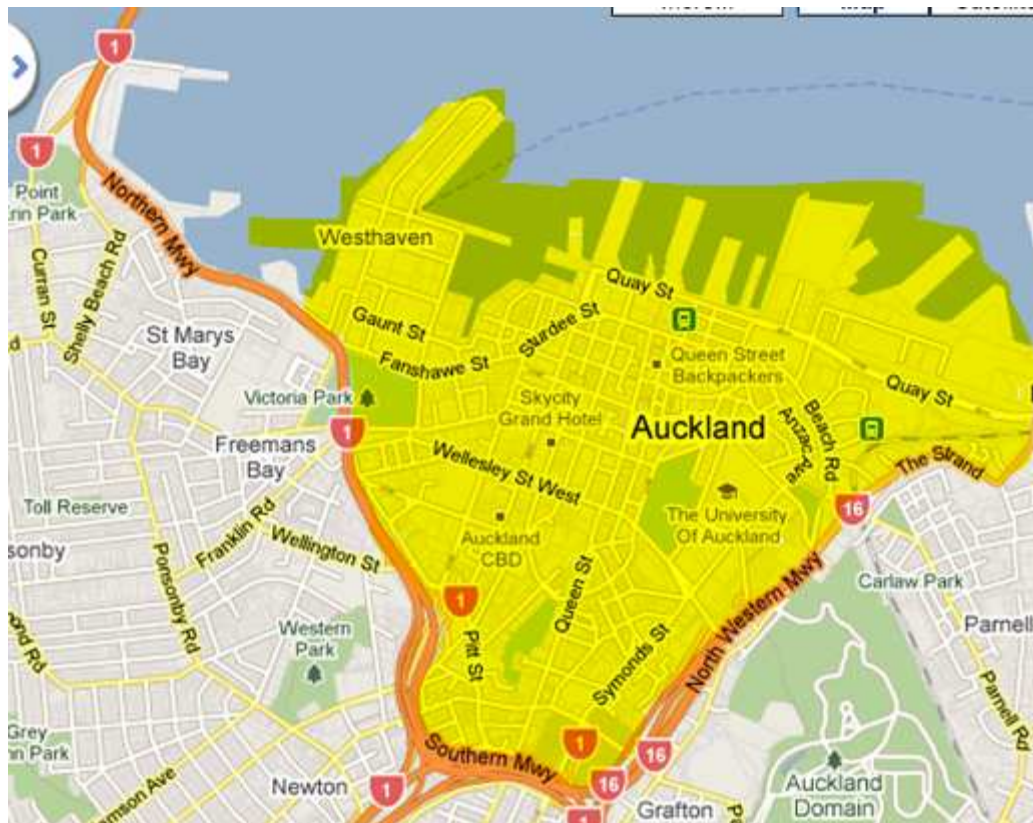 Map
1
1
Point
Erin Park
Northern Mwy
Westhaven
Curran St
Shelly Beach Rd
St Marys
Bay
Gaunt St
Fanshawe St
Sturdee St
Quay St
Queen Street
Backpackers
Quay St
Victoria Park
Skycity
Grand Hotel
Auckland
Beach Rd
Anzac Ave
The Strand
1
Freemans
Bay
Wellesley St West
16
Toll Reserve
Franklin Rd
Wellington St
Auckland
CBD
The University
Of Auckland
Ponsonby Rd
Queen St
North Western Mwy
Carlaw Park
1
Western
Park
Pitt St
Symonds St
Parnell
Parnell Rd
Grey
Southern Mwy
1
16
16
Newton
1
Grafton
Auckland
Domain
1